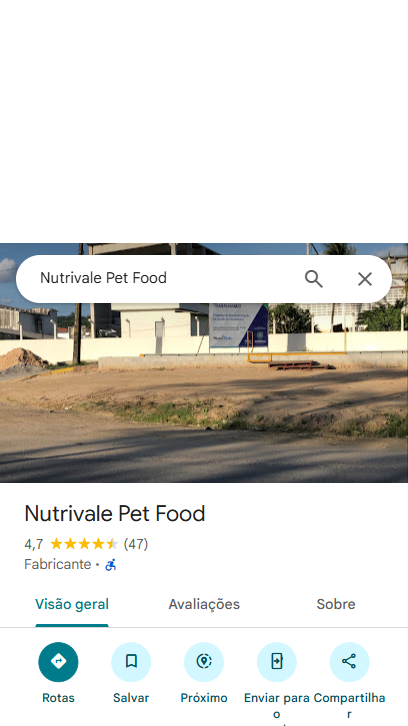 Nutrivale Pet Food
Nutrivale Pet Food
4,7 (47)
Fabricante ·
Visão geral
Avaliações
Sobre
Rotas
Salvar
Próximo
Enviar para
o
Compartilha
r